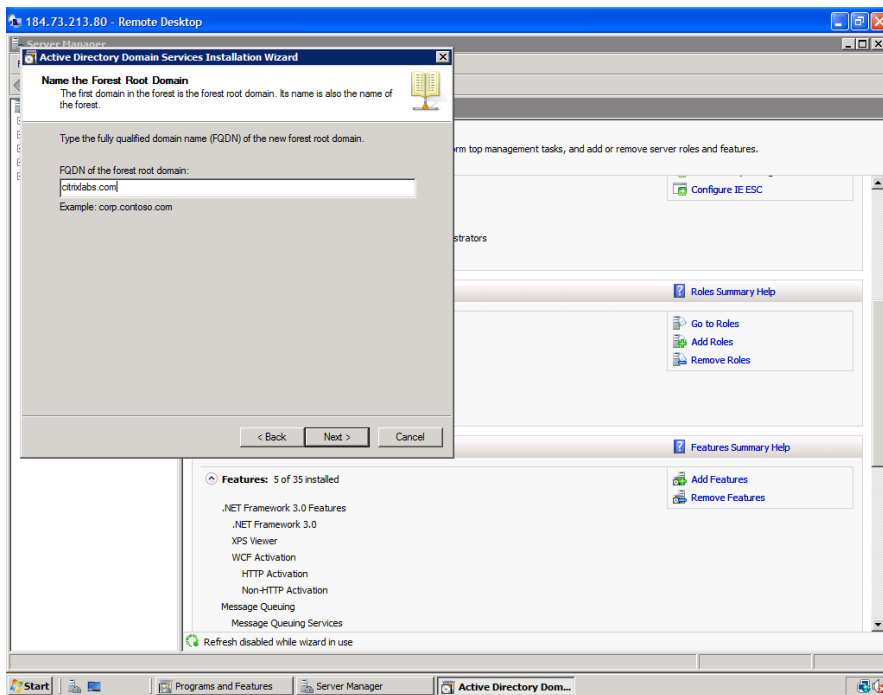 184.73.213.80 - Remote Desktop
Server Manager
Active Directory Domain Services Installation Wizard
Name the Forest Root Domain
The first domain in the forest is the forest root domain. Its name is also the name of
the forest.
Type the fully qualified domain name (FQDN) of the new forest root domain.
FQDN of the forest root domain:
citrixlabs.com
Example: corp.contoso.com
< Back
Next >
Cancel
top management tasks, and add or remove server roles and features.
Configure IE ESC
Roles Summary Help
Go to Roles
Add Roles
Remove Roles
Features Summary Help
Features: 5 of 35 installed
Add Features
Remove Features
.NET Framework 3.0 Features
.NET Framework 3.0
XPS Viewer
WCF Activation
HTTP Activation
Non-HTTP Activation
Message Queuing
Message Queuing Services
Refresh disabled while wizard in use
Start
Programs and Features
Server Manager
Active Directory Dom...